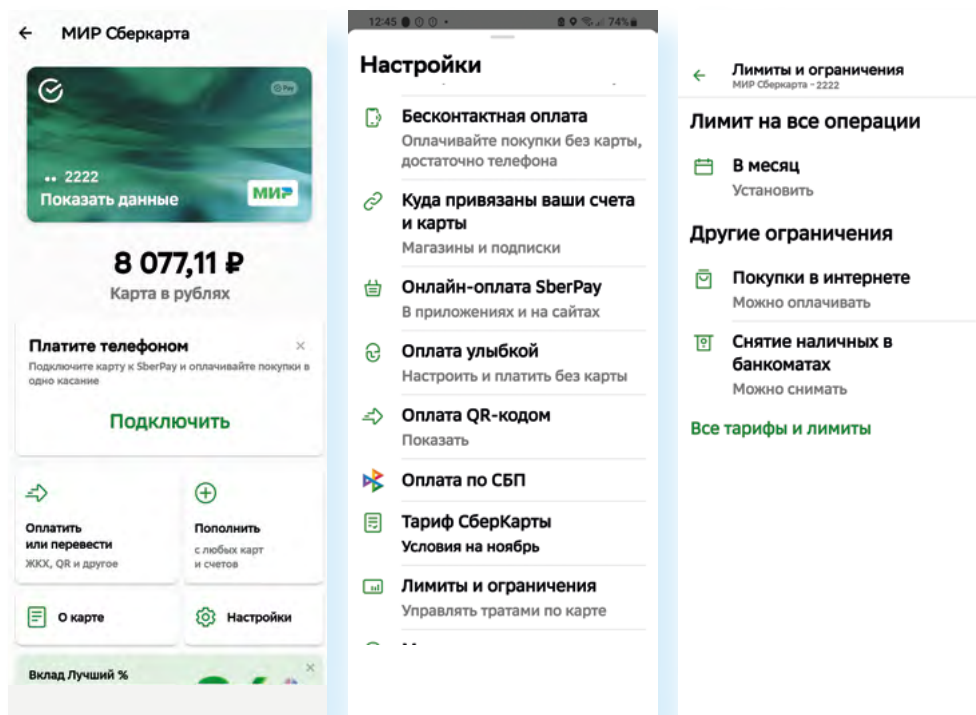 МИР Сберкарта
Pay
•• 2222
Показать данные
МИР
8 077,11 ₽
Карта в рублях
Платите телефоном
Подключите карту к SberPay и оплачивайте покупки в
одно касание
Подключить
Оплатить
или перевести
ЖКХ, QR и другое
Пополнить
с любых карт
и счетов
О карте
Настройки
Вклад Лучший %
12:45
74%
Настройки
Бесконтактная оплата
Оплачивайте покупки без карты,
достаточно телефона
Куда привязаны ваши счета
и карты
Магазины и подписки
Онлайн-оплата SberPay
В приложениях и на сайтах
Оплата улыбкой
Настроить и платить без карты
Оплата QR-кодом
Показать
Оплата по СБП
Тариф СберКарты
Условия на ноябрь
Лимиты и ограничения
Управлять тратами по карте
Лимиты и ограничения
МИР Сберкарта - 2222
Лимит на все операции
В месяц
Установить
Другие ограничения
Покупки в интернете
Можно оплачивать
Снятие наличных в
банкоматах
Можно снимать
Все тарифы и лимиты